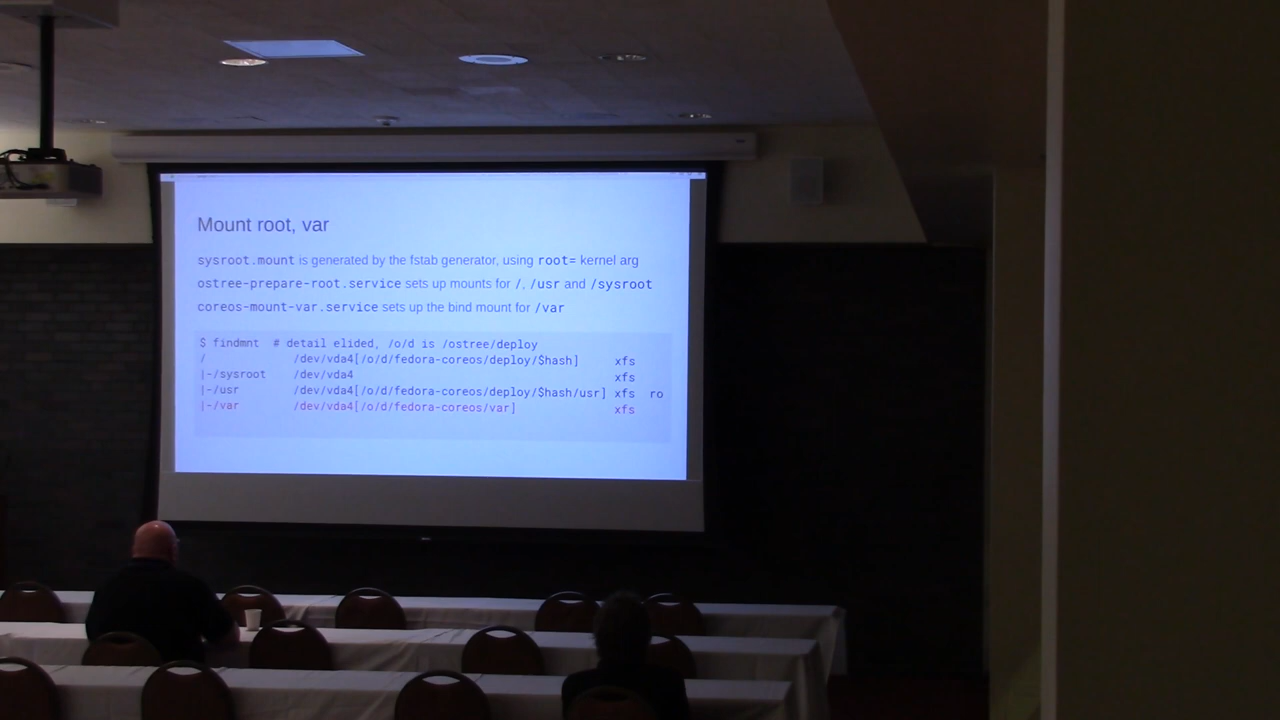 Mount root, var
sysroot.mount is generated by the fstab generator, using root= kernel arg
ostree-prepare-root.service sets up mounts for /, /usr and /sysroot
coreos-mount-var.service sets up the bind mount for /var
$ findmnt  # detail elided, /o/d is /ostree/deploy
/            /dev/vda4[/o/d/fedora-coreos/deploy/$hash]     xfs
|-/sysroot    /dev/vda4                                     xfs
|-/usr        /dev/vda4[/o/d/fedora-coreos/deploy/$hash/usr] xfs  ro
|-/var        /dev/vda4[/o/d/fedora-coreos/var]              xfs